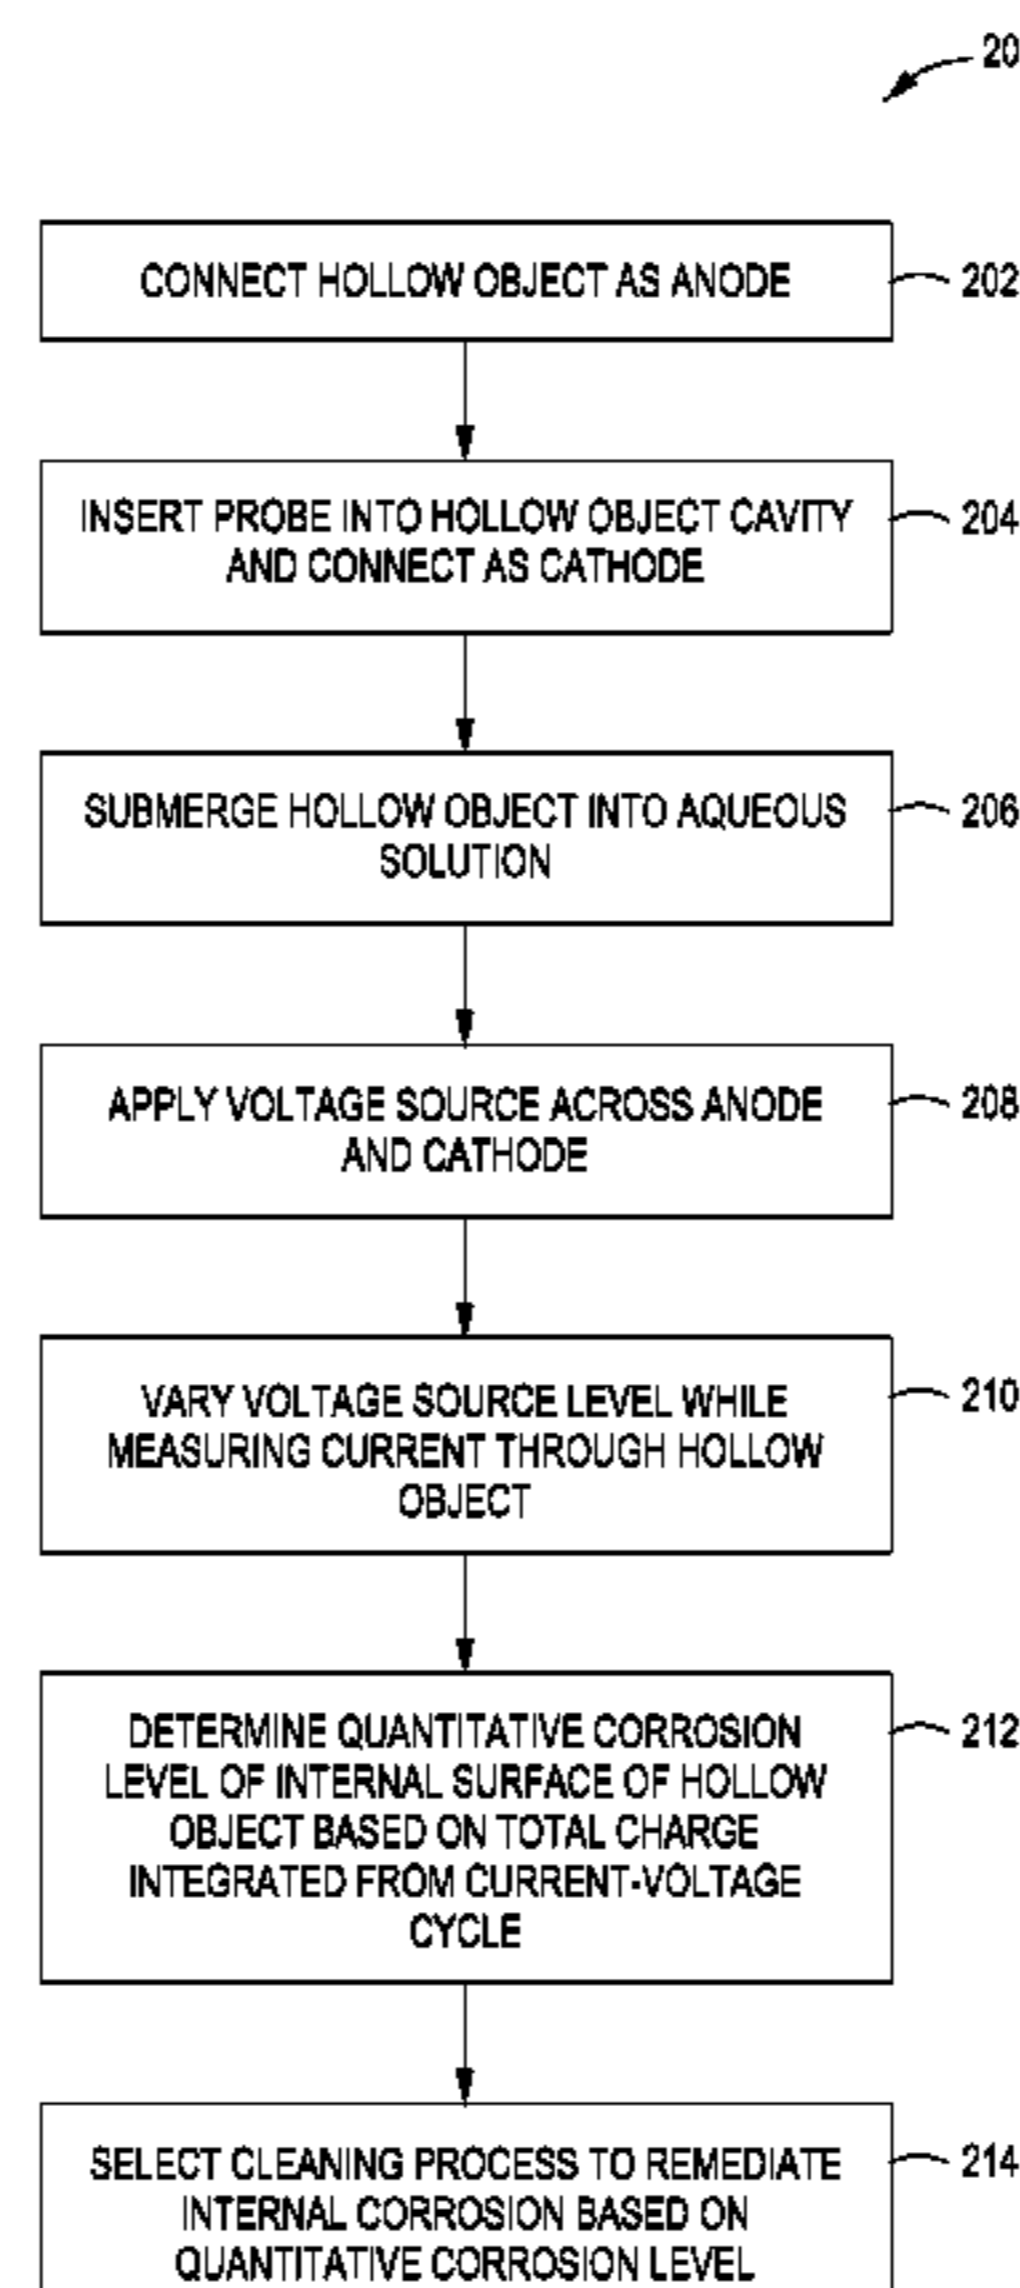 20
CONNECT HOLLOW OBJECT AS ANODE
202
INSERT PROBE INTO HOLLOW OBJECT CAVITY
AND CONNECT AS CATHODE
204
SUBMERGE HOLLOW OBJECT INTO AQUEOUS
SOLUTION
206
APPLY VOLTAGE SOURCE ACROSS ANODE
AND CATHODE
208
VARY VOLTAGE SOURCE LEVEL WHILE
MEASURING CURRENT THROUGH HOLLOW
OBJECT
210
DETERMINE QUANTITATIVE CORROSION
LEVEL OF INTERNAL SURFACE OF HOLLOW
OBJECT BASED ON TOTAL CHARGE
INTEGRATED FROM CURRENT-VOLTAGE
CYCLE
212
SELECT CLEANING PROCESS TO REMEDIATE
INTERNAL CORROSION BASED ON
QUANTITATIVE CORROSION LEVEL
214